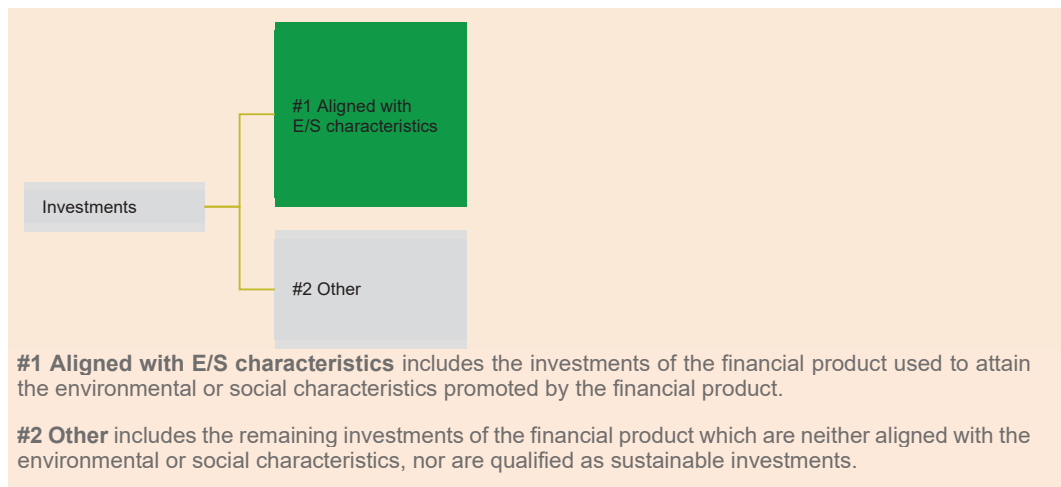 #1 Aligned with
E/S characteristics
Investments
#2 Other
#1 Aligned with E/S characteristics includes the investments of the financial product used to attain
the environmental or social characteristics promoted by the financial product.
#2 Other includes the remaining investments of the financial product which are neither aligned with the
environmental or social characteristics, nor are qualified as sustainable investments.